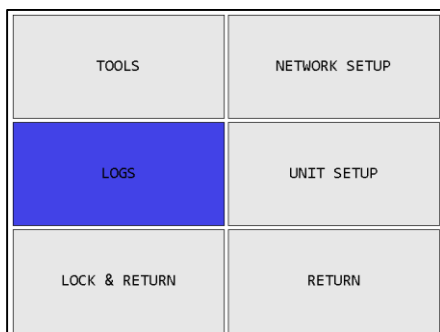 TOOLS
NETWORK SETUP
LOGS
UNIT SETUP
LOCK & RETURN
RETURN